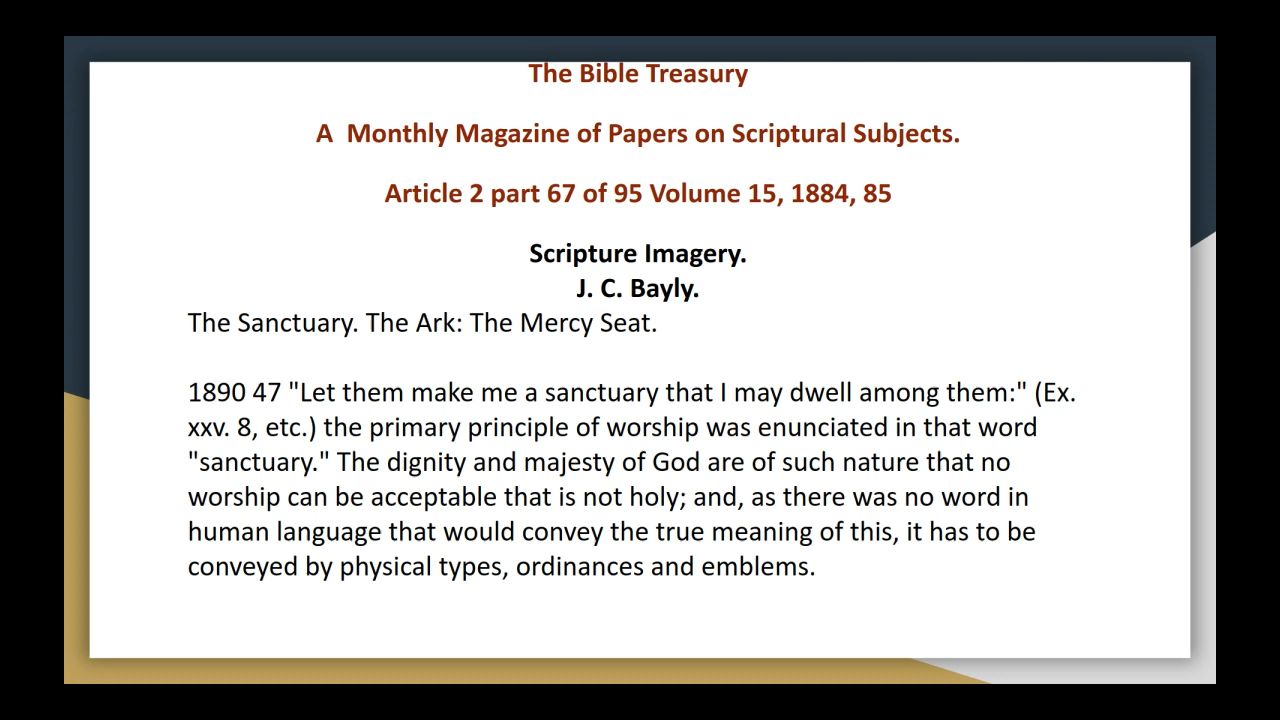 The Bible Treasury
A  Monthly Magazine of Papers on Scriptural Subjects.
Article 2 part 67 of 95 Volume 15, 1884, 85
Scripture Imagery.
J. C. Bayly.
The Sanctuary. The Ark: The Mercy Seat.
1890 47 "Let them make me a sanctuary that I may dwell among them:" (Ex.
xxv. 8, etc.) the primary principle of worship was enunciated in that word
"sanctuary." The dignity and majesty of God are of such nature that no
worship can be acceptable that is not holy; and, as there was no word in
human language that would convey the true meaning of this, it has to be
conveyed by physical types, ordinances and emblems.